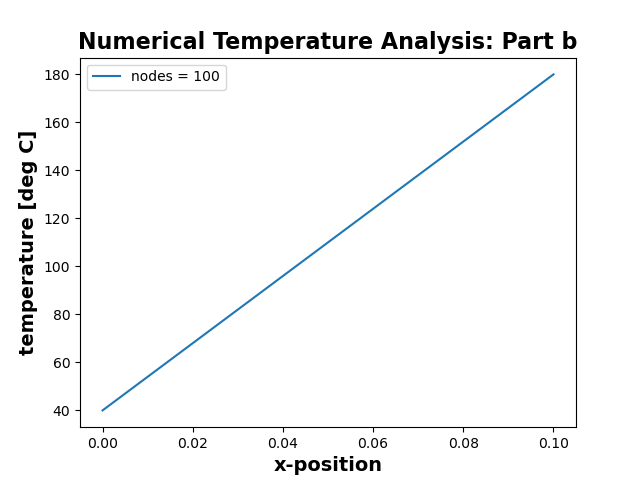 Numerical Temperature Analysis: Part b
nodes = 100
temperature [deg C]
180
160
140
120
100
80
60
40
0.00 0.02 0.04 0.06 0.08 0.10
x-position